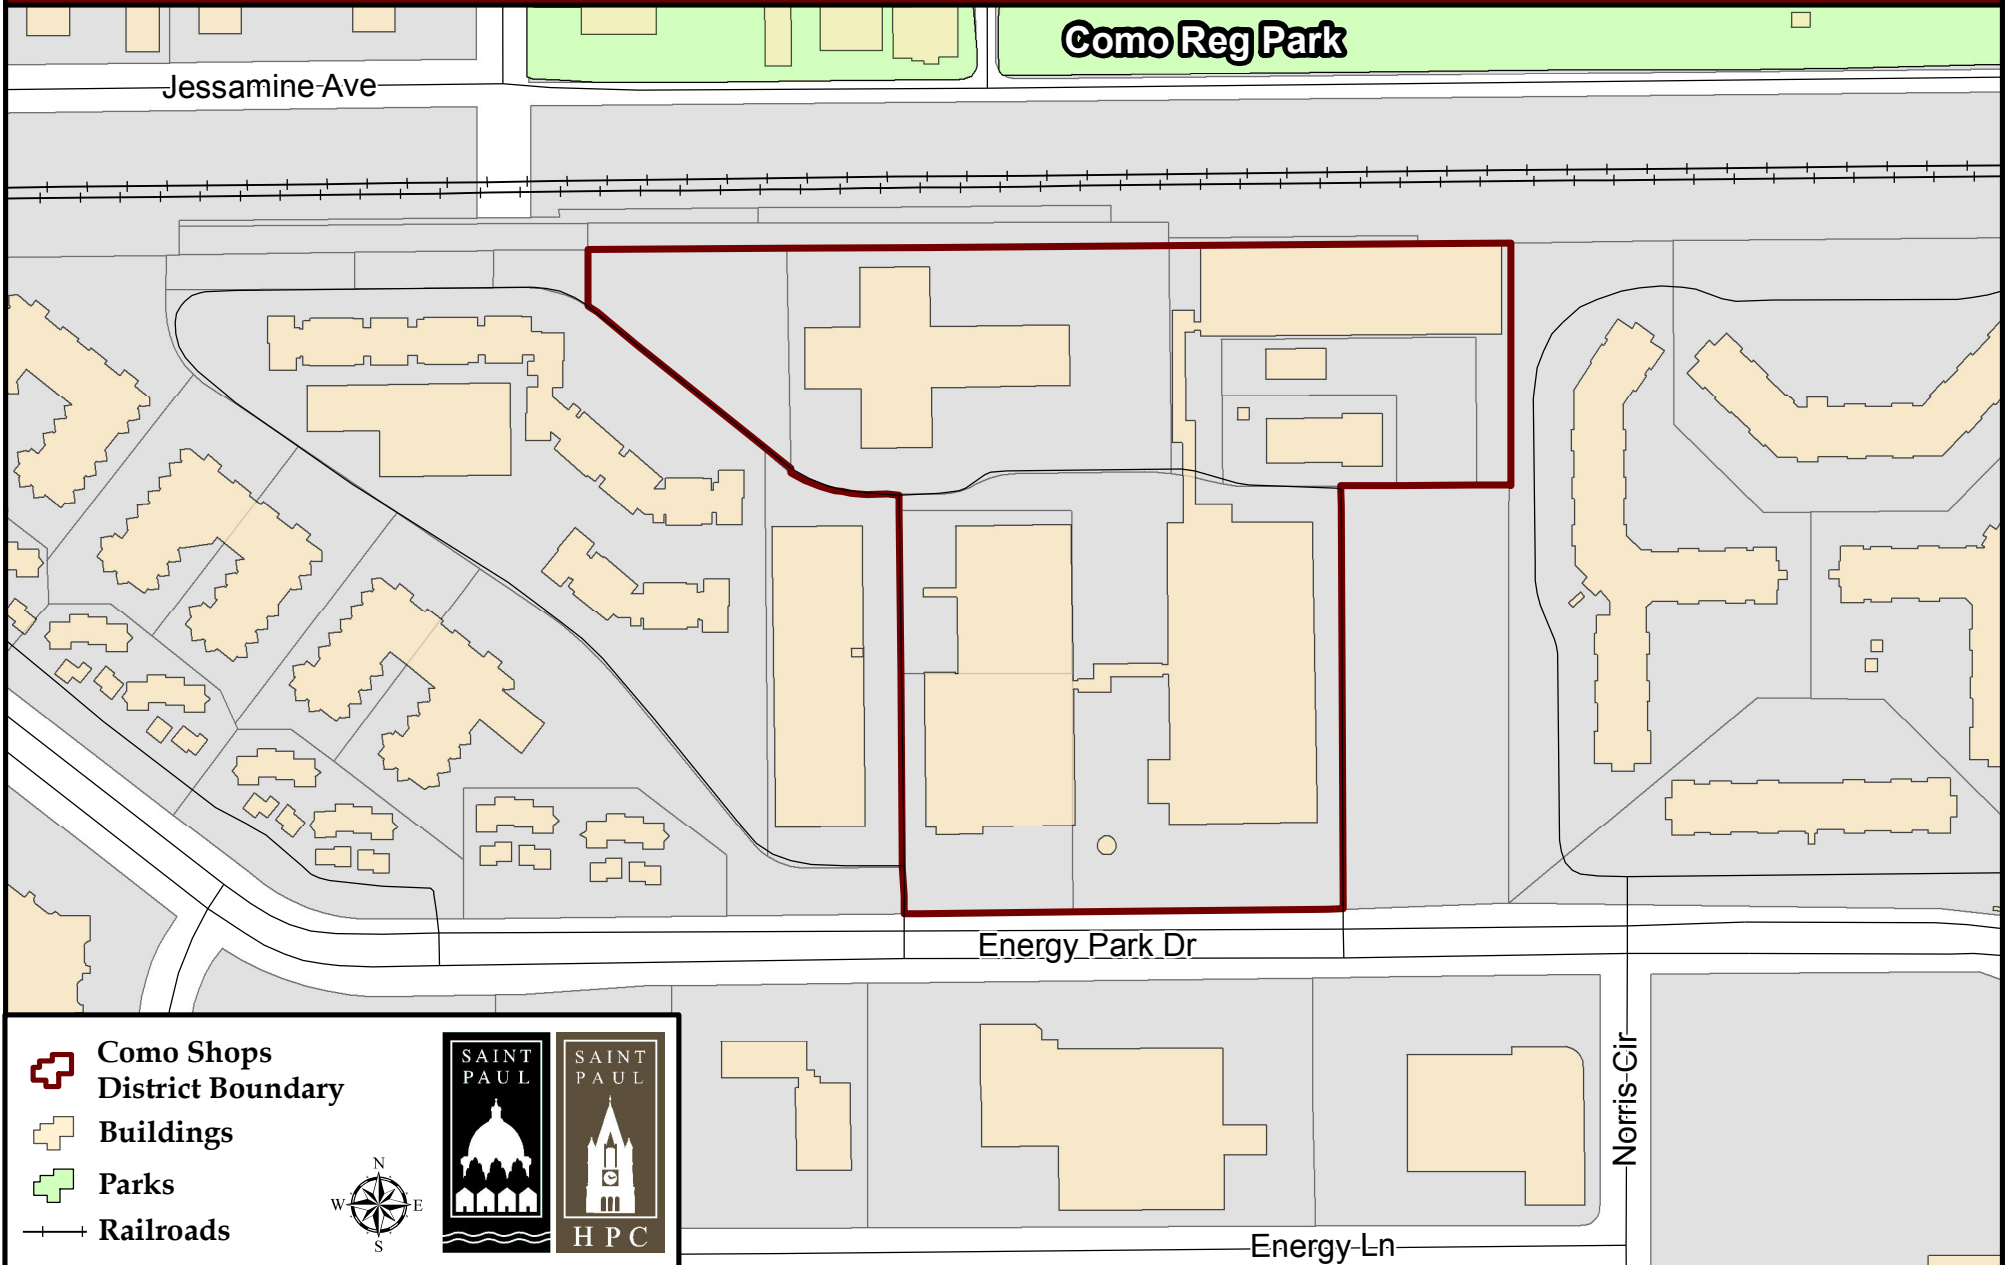 Como Reg Park
Jessamine Ave
Energy Park Dr
Norris Cir
Energy Ln
Como Shops
District Boundary
Buildings
Parks
Railroads
N
W
E
S
SAINT
PAUL
SAINT
PAUL
HPC